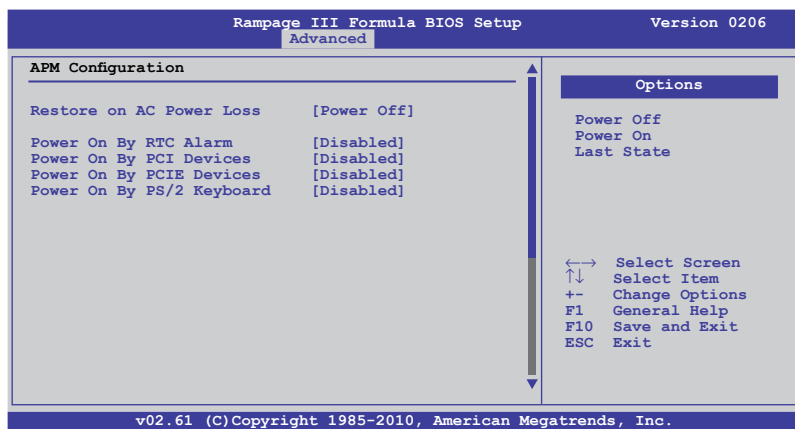 Rampage III Formula BIOS Setup Version 0206
Advanced
APM Configuration
Restore on AC Power Loss [Power Off]
Power On By RTC Alarm [Disabled]
Power On By PCI Devices [Disabled]
Power On By PCIE Devices [Disabled]
Power On By PS/2 Keyboard [Disabled]
Options
Power Off
Power On
Last State
←→ Select Screen
↑↓ Select Item
+- Change Options
F1 General Help
F10 Save and Exit
ESC Exit
v02.61 (C)Copyright 1985-2010, American Megatrends, Inc.